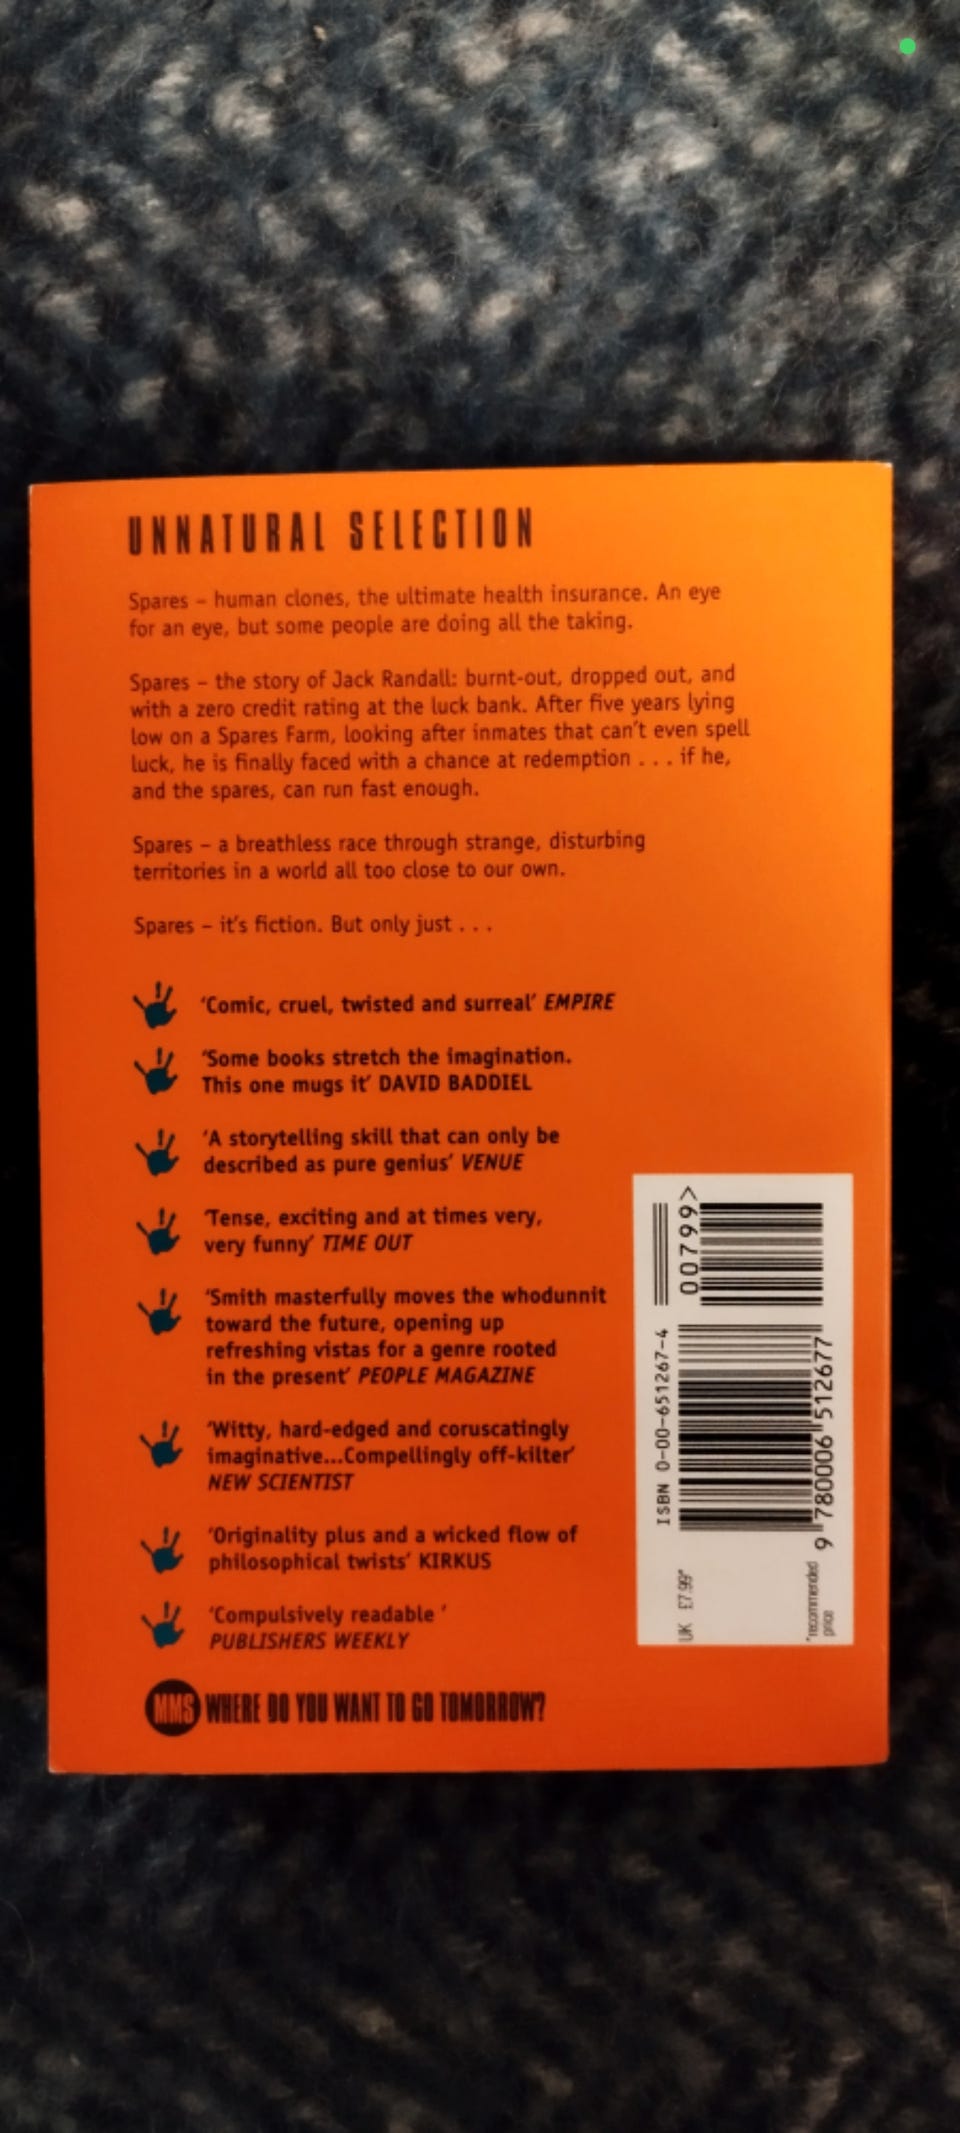 UNNATURAL SELECTION
Spares – human clones, the ultimate health insurance. An eye
for an eye, but some people are doing all the taking.
Spares – the story of Jack Randall: burnt-out, dropped out, and
with a zero credit rating at the luck bank. After five years lying
low on a Spares Farm, looking after inmates that can't even spell
luck, he is finally faced with a chance at redemption . . . if he,
and the spares, can run fast enough.
Spares – a breathless race through strange, disturbing
territories in a world all too close to our own.
Spares – it's fiction. But only just . . .
'Comic, cruel, twisted and surreal' EMPIRE
'Some books stretch the imagination.
This one mugs it' DAVID BADDIEL
'A storytelling skill that can only be
described as pure genius' VENUE
'Tense, exciting and at times very,
very funny' TIME OUT
'Smith masterfully moves the whodunnit
toward the future, opening up
refreshing vistas for a genre rooted
in the present' PEOPLE MAGAZINE
'Witty, hard-edged and coruscatingly
imaginative...Compellingly off-kilter'
NEW SCIENTIST
'Originality plus and a wicked flow of
philosophical twists' KIRKUS
'Compulsively readable '
PUBLISHERS WEEKLY
MMS WHERE DO YOU WANT TO GO TOMORROW?
UK £7.99*
ISBN 0-00-651267-4
00799>
9 780006 512677
*recommended
price